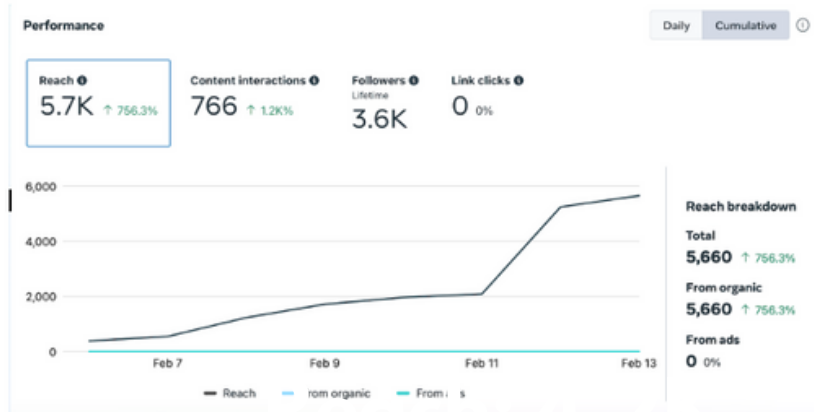 Performance
Daily Cumulative
Reach Content interactions Followers Link clicks
Lifetime
5.7K ↑ 756.3% 766 ↑ 1.2K% 3.6K 0 0%
6,000
4,000
2,000
0
Feb 7 Feb 9 Feb 11 Feb 13
Reach rom organic From
Reach breakdown
Total
5,660 ↑ 756.3%
From organic
5,660 ↑ 756.3%
From ads
0 0%